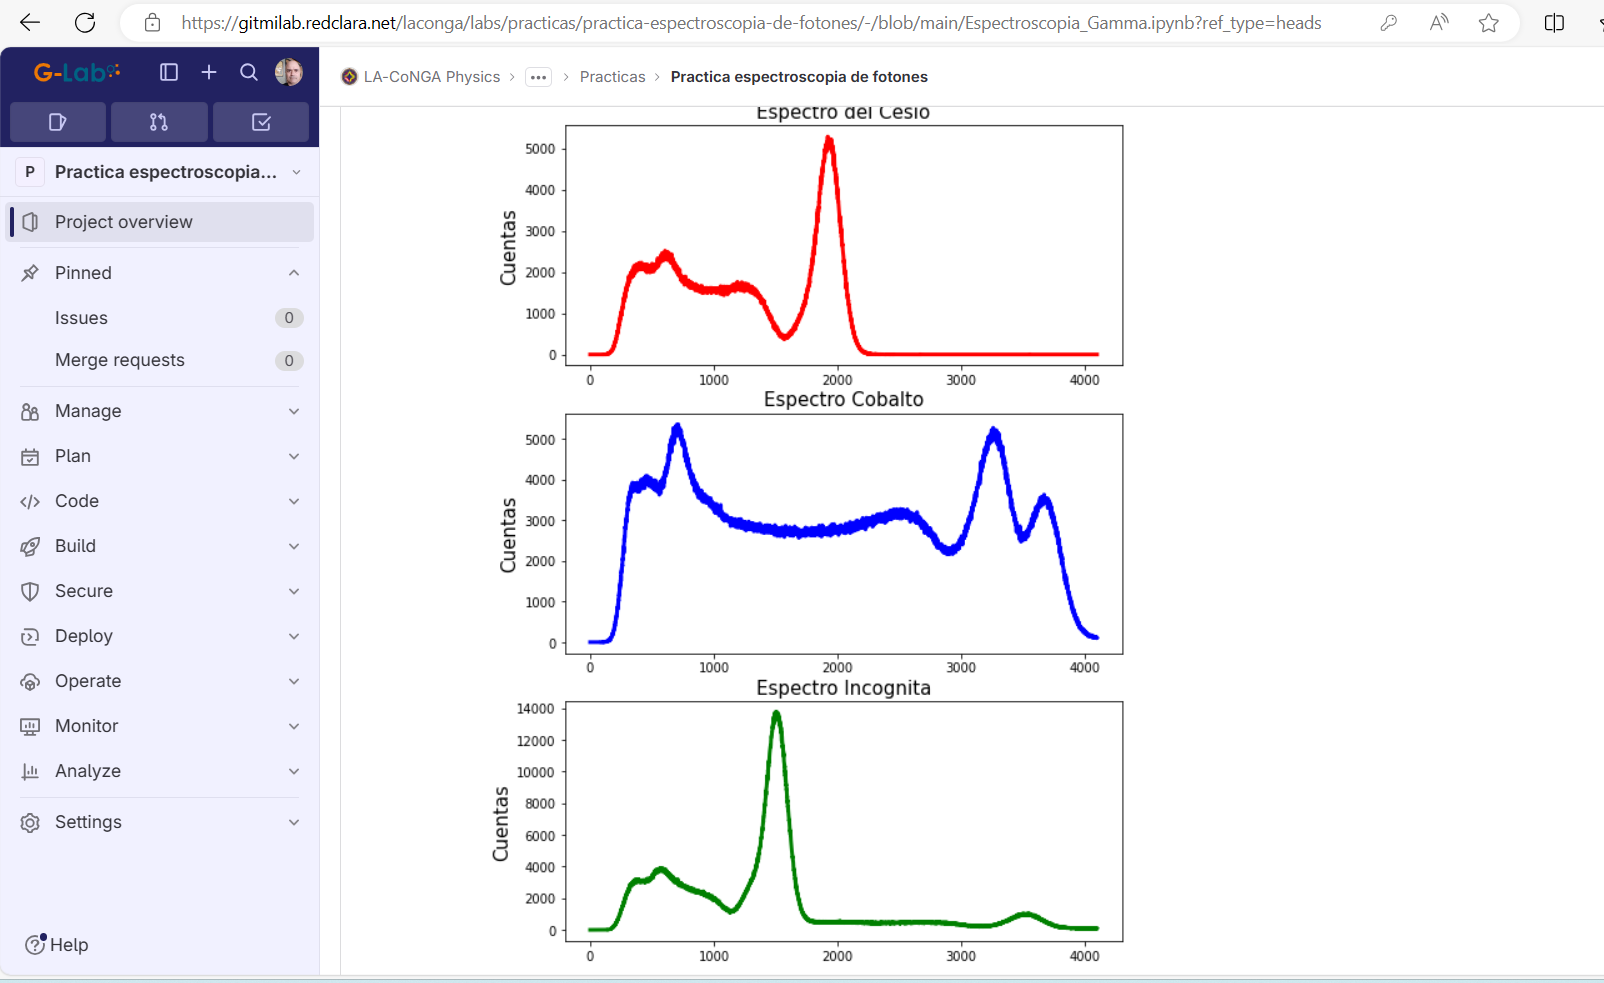 https://gitmilab.redclara.net/laconga/labs/practicas/practica-espectroscopia-de-fotones/-/blob/main/Espectroscopia_Gamma.ipynb?ref_type=heads
G-Lab
LA-CoNGA Physics > ... > Practicas > Practica espectroscopia de fotones
P Practica espectroscopia...
Project overview
Pinned
Issues 0
Merge requests 0
Manage
Plan
Code
Build
Secure
Deploy
Operate
Monitor
Analyze
Settings
Help
Espectro del Cesio
Cuentas
5000
4000
3000
2000
1000
0
0 1000 2000 3000 4000
Espectro Cobalto
Cuentas
5000
4000
3000
2000
1000
0
0 1000 2000 3000 4000
Espectro Incognita
Cuentas
14000
12000
10000
8000
6000
4000
2000
0
0 1000 2000 3000 4000